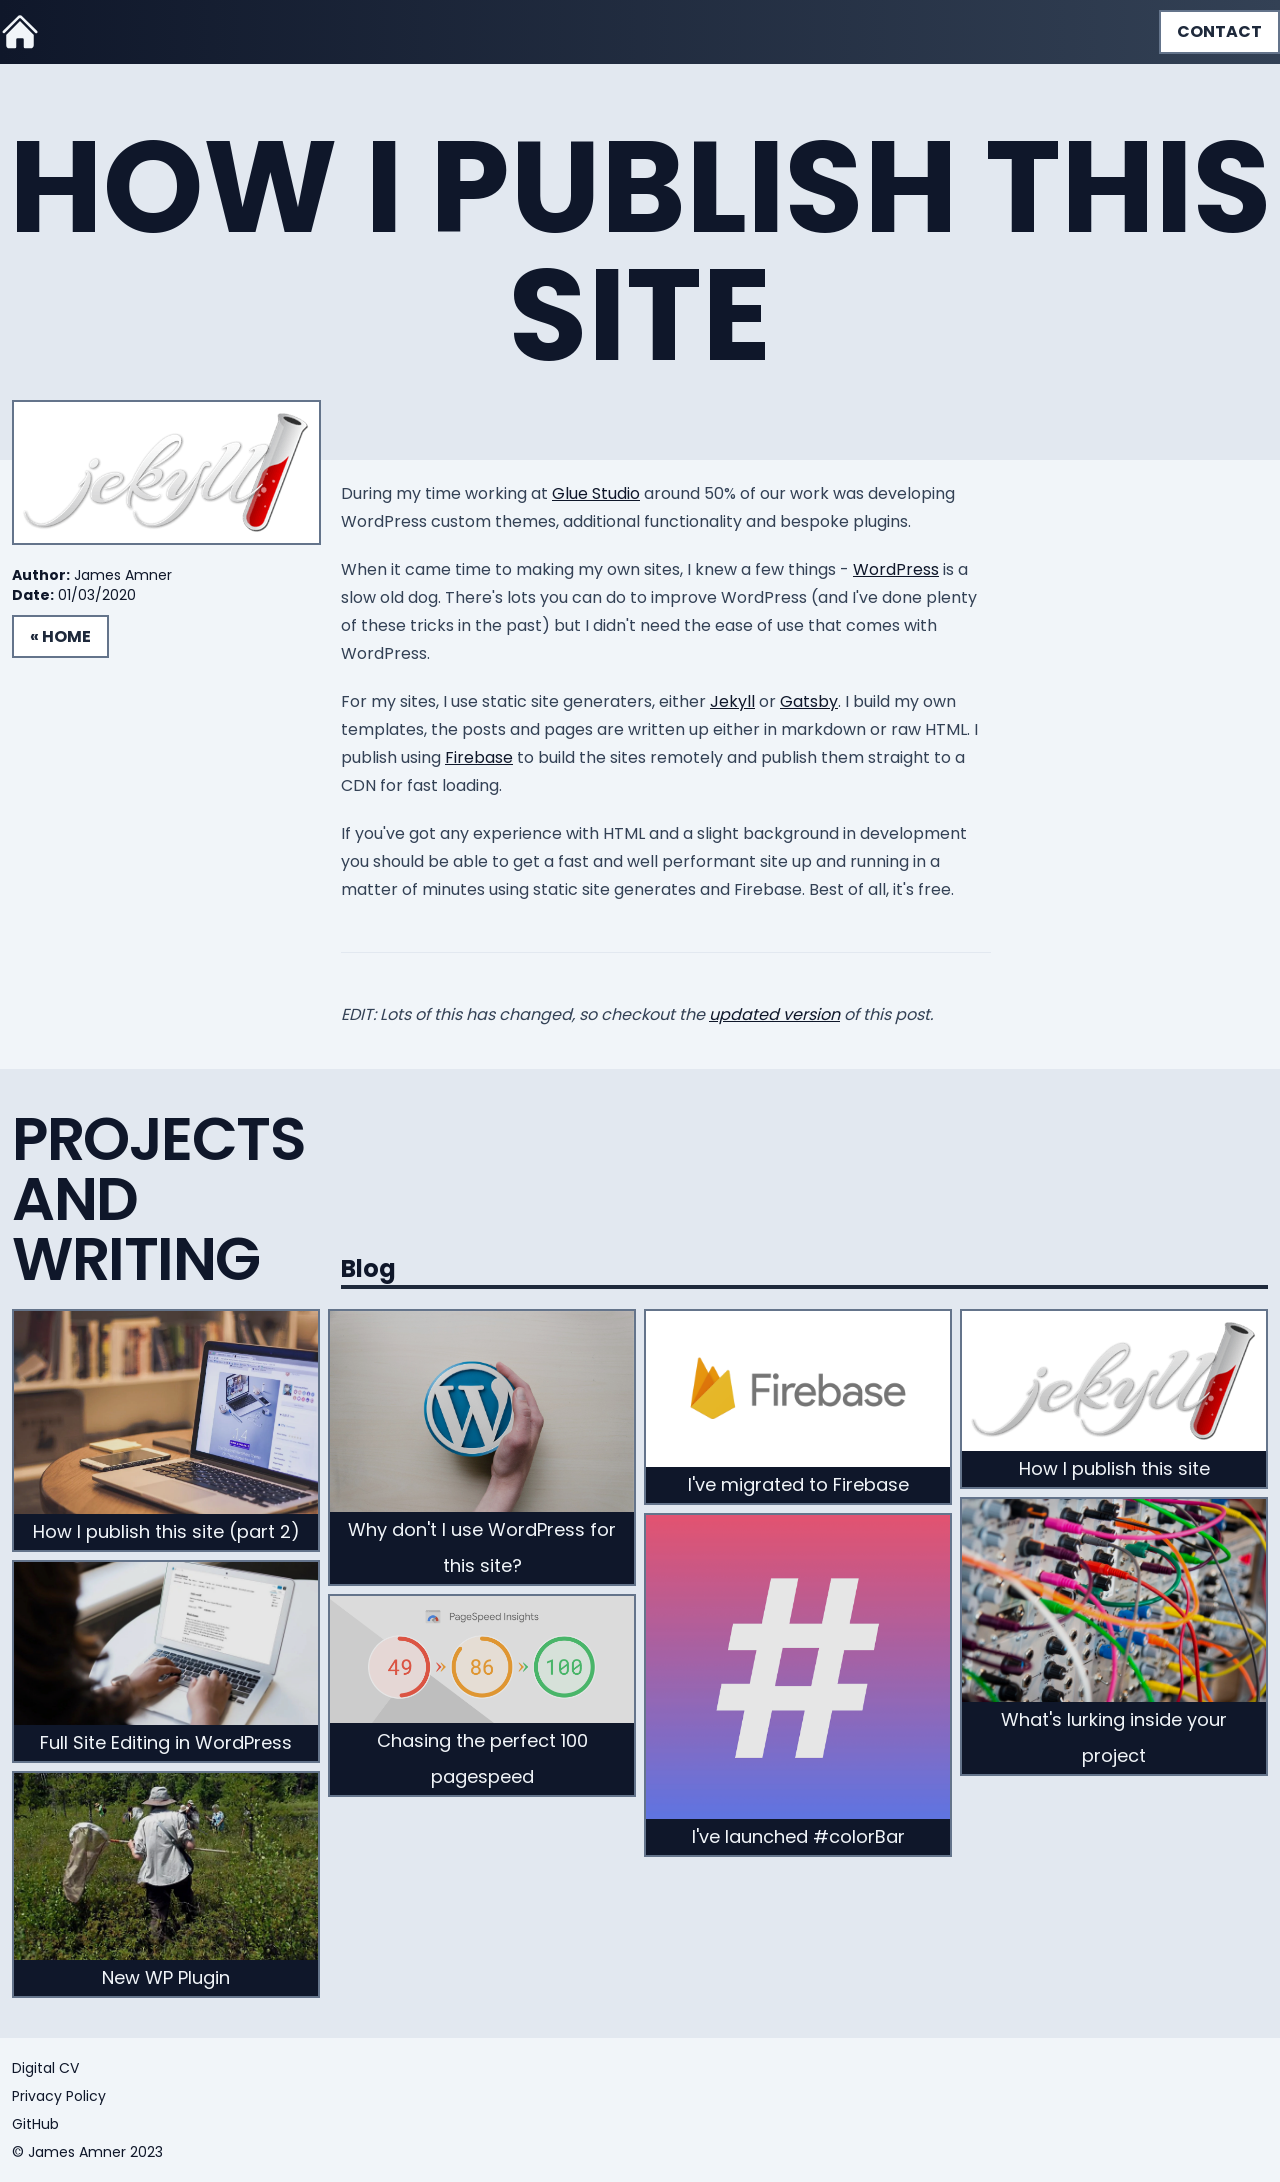 CONTACT
HOW I PUBLISH THIS
SITE
jekyll
Author: James Amner
Date: 01/03/2020
« HOME
During my time working at Glue Studio around 50% of our work was developing
WordPress custom themes, additional functionality and bespoke plugins.
When it came time to making my own sites, I knew a few things - WordPress is a
slow old dog. There's lots you can do to improve WordPress (and I've done plenty
of these tricks in the past) but I didn't need the ease of use that comes with
WordPress.
For my sites, I use static site generaters, either Jekyll or Gatsby. I build my own
templates, the posts and pages are written up either in markdown or raw HTML. I
publish using Firebase to build the sites remotely and publish them straight to a
CDN for fast loading.
If you've got any experience with HTML and a slight background in development
you should be able to get a fast and well performant site up and running in a
matter of minutes using static site generates and Firebase. Best of all, it's free.
EDIT: Lots of this has changed, so checkout the updated version of this post.
PROJECTS
AND
WRITING
Blog
How I publish this site (part 2)
Full Site Editing in WordPress
New WP Plugin
W
Why don't I use WordPress for
this site?
PageSpeed Insights
49 » 86 » 100
Chasing the perfect 100
pagespeed
Firebase
I've migrated to Firebase
#
I've launched #colorBar
jekyll
How I publish this site
What's lurking inside your
project
Digital CV
Privacy Policy
GitHub
© James Amner 2023